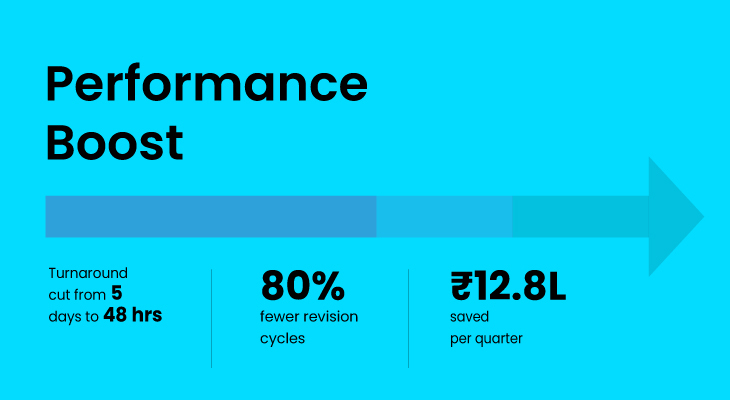 Performance
Boost
Turnaround
cut from 5
days to 48 hrs
80%
fewer revision
cycles
₹12.8L
saved
per quarter